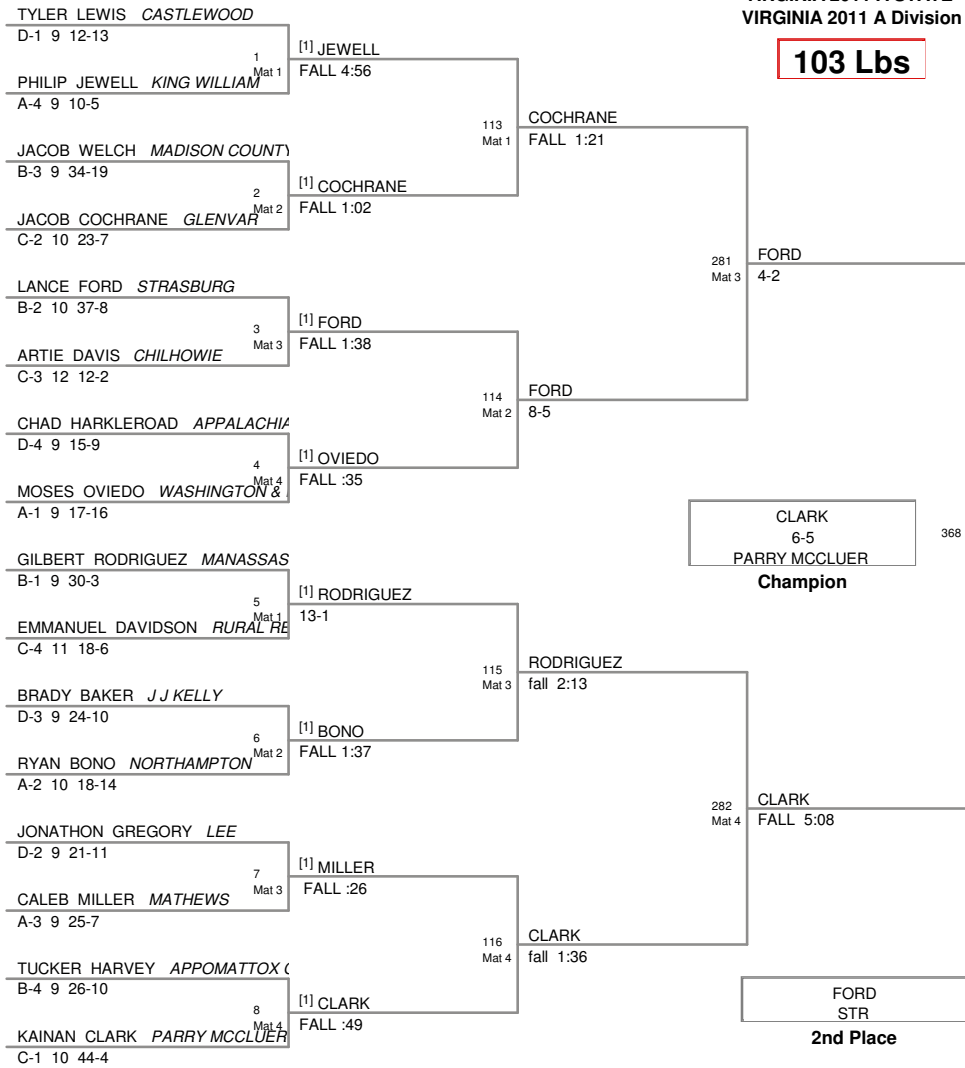 VIRGINIA 2011 A Division
103 Lbs
TYLER LEWIS CASTLEWOOD
D-1 9 12-13
1
Mat 1
[1] JEWELL
FALL 4:56
PHILIP JEWELL KING WILLIAM
A-4 9 10-5
113
Mat 1
COCHRANE
FALL 1:21
JACOB WELCH MADISON COUNTY
B-3 9 34-19
2
Mat 2
[1] COCHRANE
FALL 1:02
JACOB COCHRANE GLENVAR
C-2 10 23-7
281
Mat 3
FORD
4-2
LANCE FORD STRASBURG
B-2 10 37-8
3
Mat 3
[1] FORD
FALL 1:38
ARTIE DAVIS CHILHOWIE
C-3 12 12-2
114
Mat 2
FORD
8-5
CHAD HARKLEROAD APPALACHIA
D-4 9 15-9
4
Mat 4
[1] OVIEDO
FALL :35
MOSES OVIEDO WASHINGTON &
A-1 9 17-16
CLARK
6-5
PARRY MCCLUER
368
Champion
GILBERT RODRIGUEZ MANASSAS
B-1 9 30-3
5
Mat 1
[1] RODRIGUEZ
13-1
EMMANUEL DAVIDSON RURAL RE
C-4 11 18-6
115
Mat 3
RODRIGUEZ
fall 2:13
BRADY BAKER J J KELLY
D-3 9 24-10
6
Mat 2
[1] BONO
FALL 1:37
RYAN BONO NORTHAMPTON
A-2 10 18-14
282
Mat 4
CLARK
FALL 5:08
JONATHON GREGORY LEE
D-2 9 21-11
7
Mat 3
[1] MILLER
FALL :26
CALEB MILLER MATHEWS
A-3 9 25-7
116
Mat 4
CLARK
fall 1:36
TUCKER HARVEY APPOMATTOX
B-4 9 26-10
8
Mat 4
[1] CLARK
FALL :49
KAINAN CLARK PARRY MCCLUER
C-1 10 44-4
FORD
STR
2nd Place